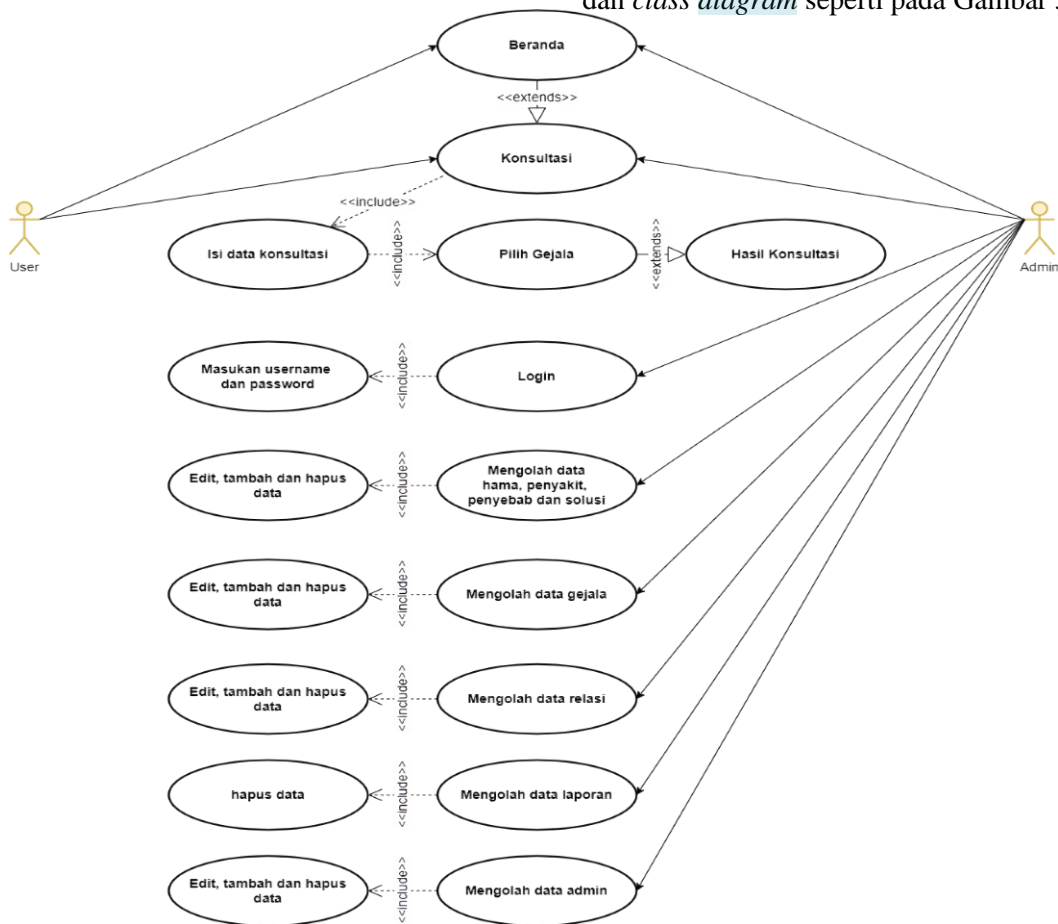 dan class diagram seperti pada Gambar
Beranda
<<extends>>
Konsultasi
<<include>>
User
Admin
Isi data konsultasi
<<include>>
Pilih Gejala
<<extends>>
Hasil Konsultasi
Masukan username
dan password
<<include>>
Login
Edit, tambah dan hapus
data
<<include>>
Mengolah data
hama, penyakit,
penyebab dan solusi
Edit, tambah dan hapus
data
<<include>>
Mengolah data gejala
Edit, tambah dan hapus
data
<<include>>
Mengolah data relasi
hapus data
<<include>>
Mengolah data laporan
Edit, tambah dan hapus
data
<<include>>
Mengolah data admin